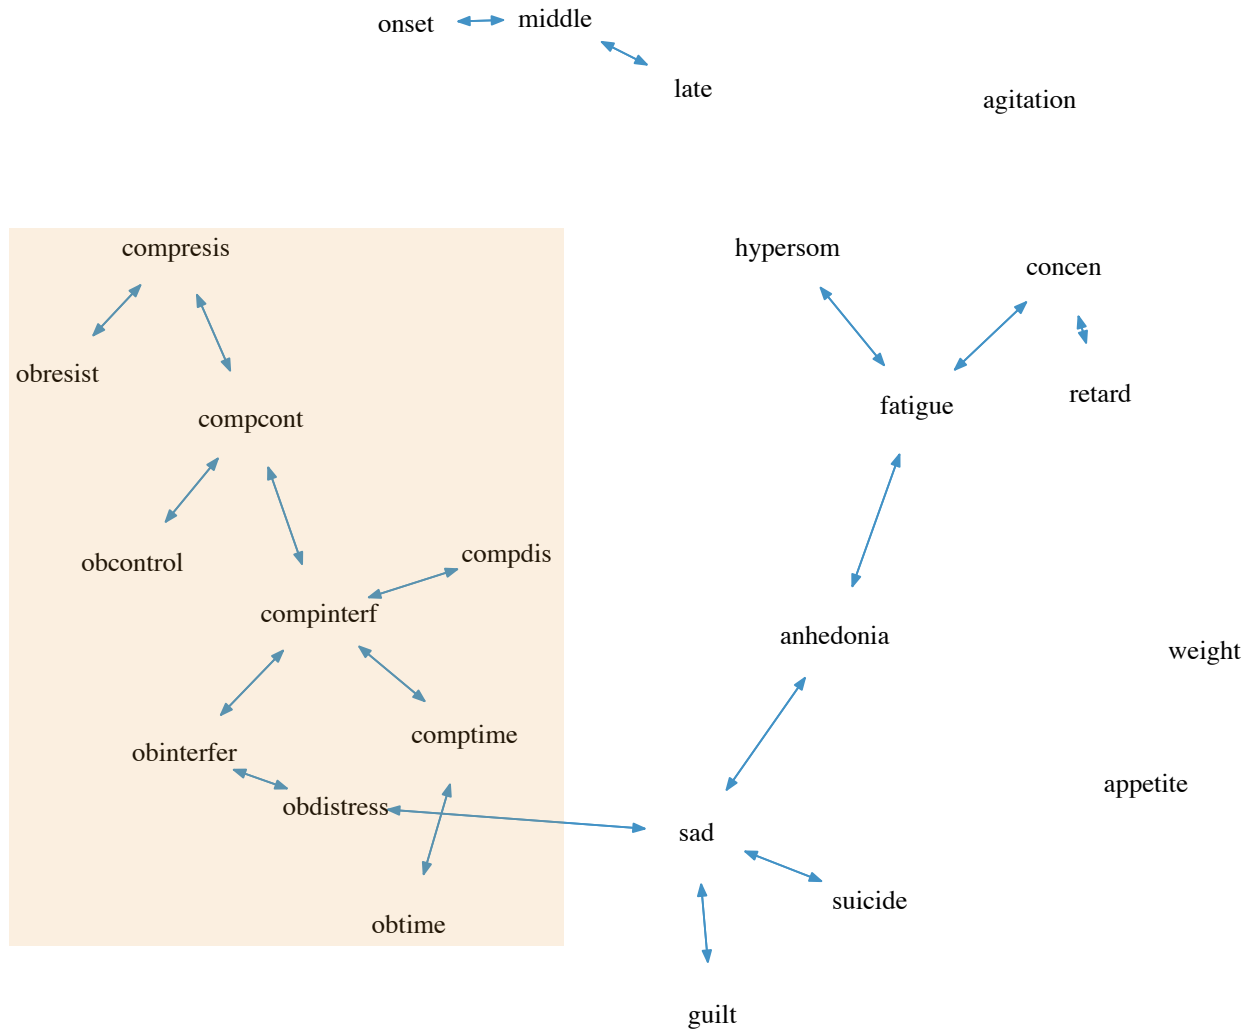 onset
middle
late
agitation
compresis
hypersom
concen
obresist
retard
fatigue
compcont
compdis
obcontrol
compinterf
anhedonia
weight
comptime
obinterfer
appetite
obdistress
sad
suicide
obtime
guilt